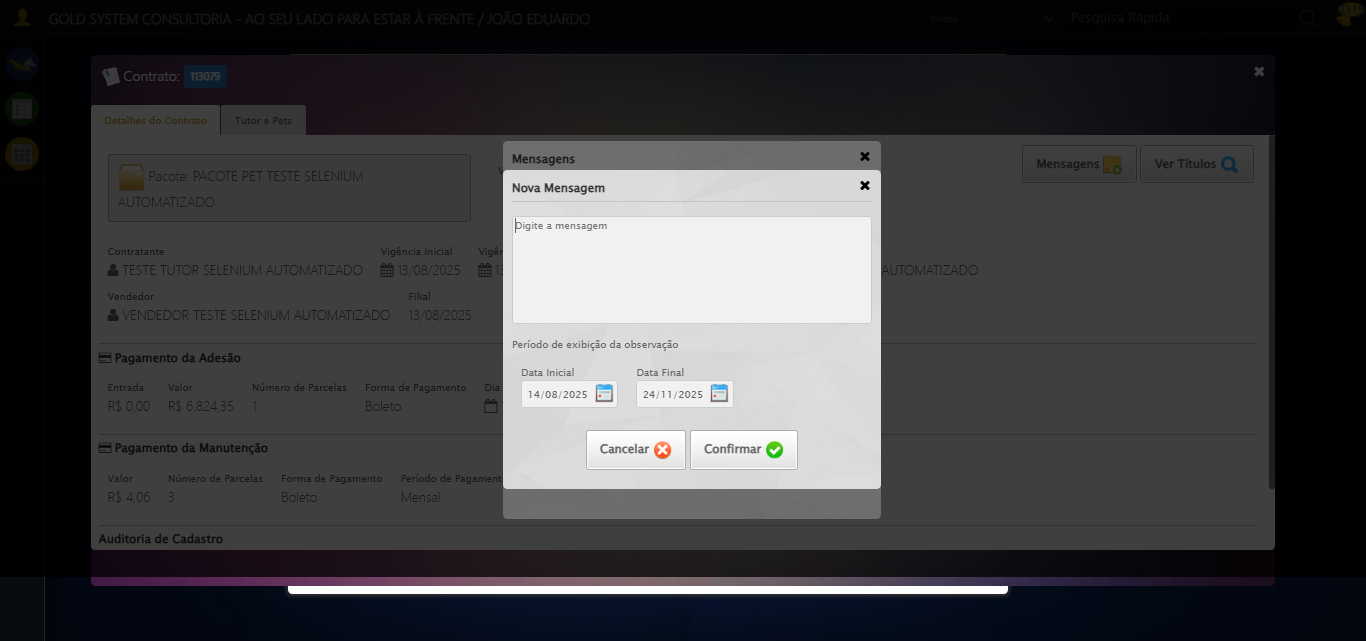 GOLD SYSTEM CONSULTORIA - AO SEU LADO PARA ESTAR À FRENTE / JOÃO EDUARDO
Nome
Pesquisa Rapida
Contrato: 113079
Detalhes do Contrato
Tutor e Pets
Pacote: PACOTE PET TESTE SELENIUM
AUTOMATIZADO
Mensagens
Ver Títulos
Contratante
Vigência Inicial
TESTE TUTOR SELENIUM AUTOMATIZADO
13/08/2025
AUTOMATIZADO
Vendedor
Filial
VENDEDOR TESTE SELENIUM AUTOMATIZADO
13/08/2025
Pagamento da Adesão
Entrada
Valor
Número de Parcelas
Forma de Pagamento
Dia
R$ 0,00
R$ 6.824,35
1
Boleto
Pagamento da Manutenção
Valor
Número de Parcelas
Forma de Pagamento
Período de Pagamento
R$ 4,06
3
Boleto
Mensal
Auditoria de Cadastro
Mensagens
Nova Mensagem
Digite a mensagem
Período de exibição da observação
Data Inicial
Data Final
14/08/2025
24/11/2025
Cancelar
Confirmar